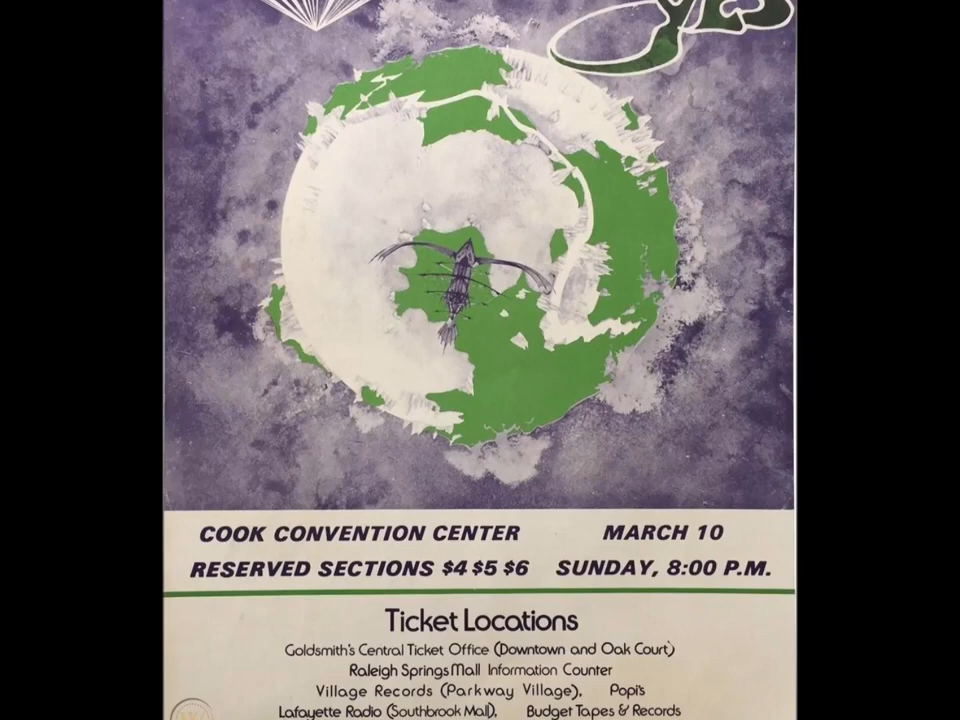 YES
COOK CONVENTION CENTER MARCH 10
RESERVED SECTIONS $4 $5 $6 SUNDAY, 8:00 P.M.
Ticket Locations
Goldsmith's Central Ticket Office (Downtown and Oak Court)
Raleigh Springs Mall Information Counter
Village Records (Parkway Village), Popi's
Lafayette Radio (Southbrook Mall), Budget Tapes & Records